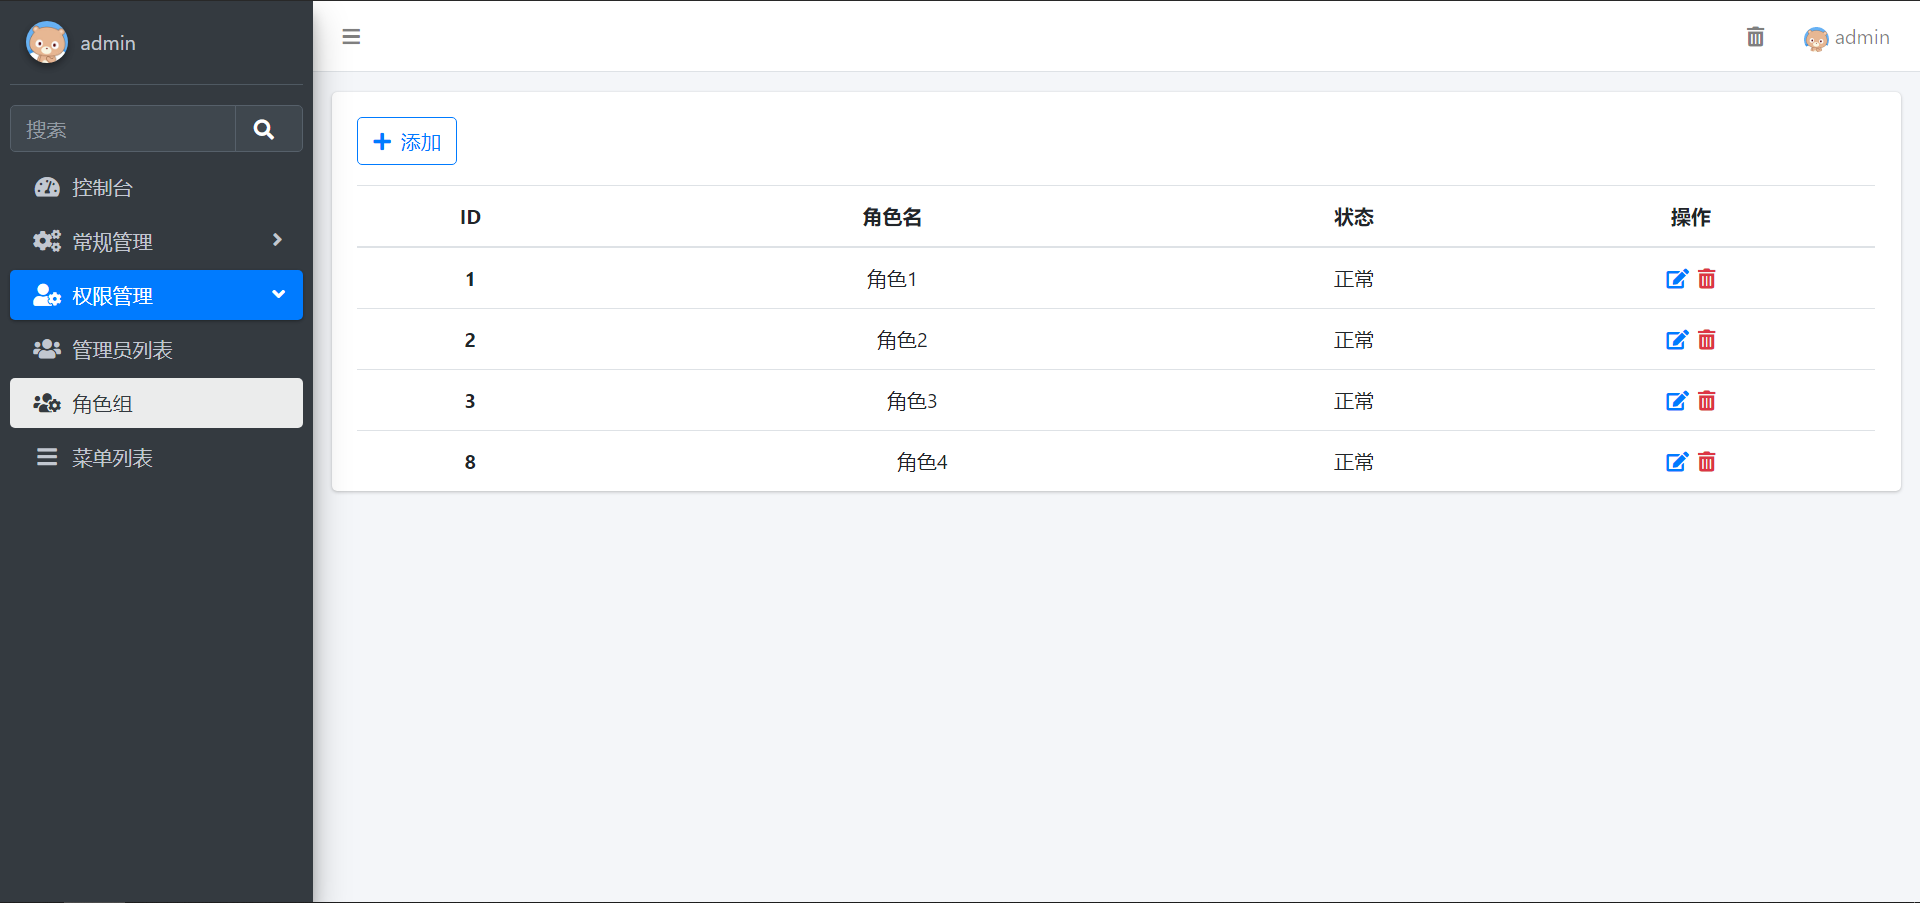 admin
搜索
控制台
常规管理
权限管理
管理员列表
角色组
菜单列表
admin
添加
ID 角色名 状态 操作
1 角色1 正常
2 角色2 正常
3 角色3 正常
8 角色4 正常